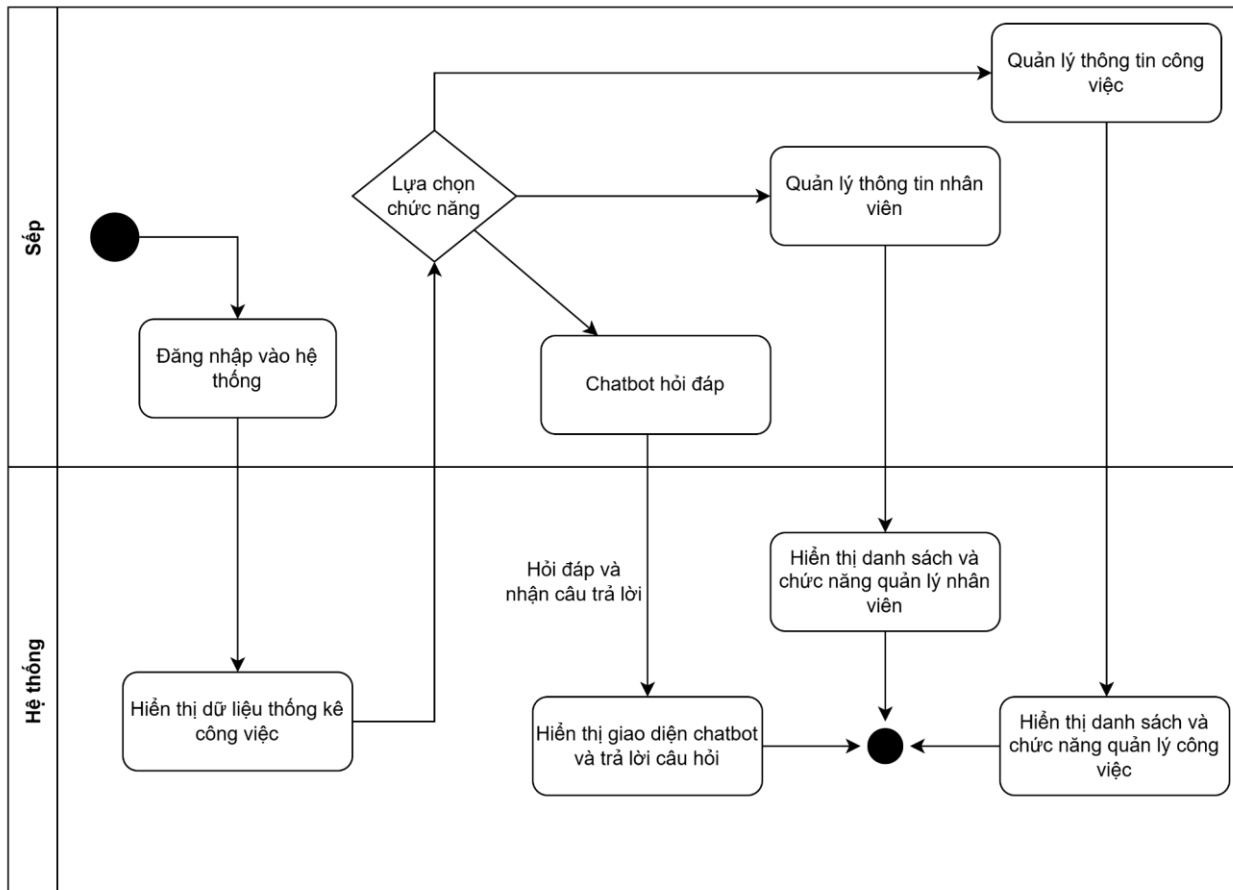 Sếp
Quản lý thông tin công
việc
Lựa chọn
chức năng
Quản lý thông tin nhân
viên
Đăng nhập vào hệ
thống
Chatbot hỏi đáp
Hệ thống
Hỏi đáp và
nhận câu trả lời
Hiển thị danh sách và
chức năng quản lý nhân
viên
Hiển thị dữ liệu thống kê
công việc
Hiển thị giao diện chatbot
và trả lời câu hỏi
Hiển thị danh sách và
chức năng quản lý công
việc